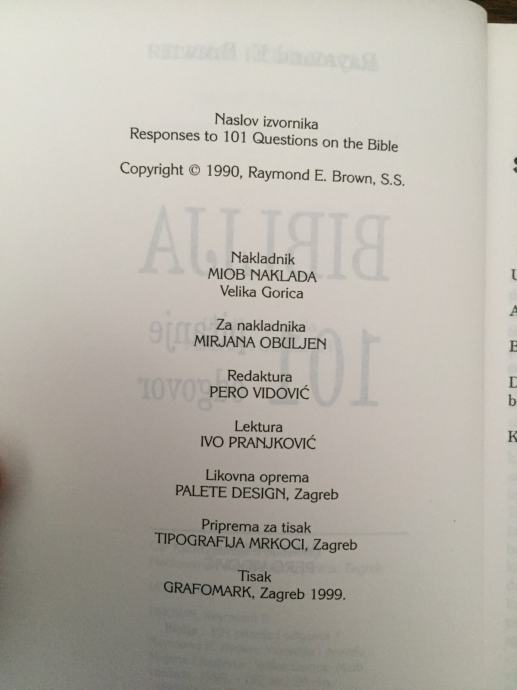 Naslov izvornika
Responses to 101 Questions on the Bible
Copyright © 1990, Raymond E. Brown, S.S.
Nakladnik
MIOB NAKLADA
Velika Gorica
Za nakladnika
MIRJANA OBULJEN
Redaktura
PERO VIDOVIĆ
Lektura
IVO PRANJKOVIĆ
Likovna oprema
PALETE DESIGN, Zagreb
Priprema za tisak
TIPOGRAFIJA MRKOCI, Zagreb
Tisak
GRAFOMARK, Zagreb 1999.